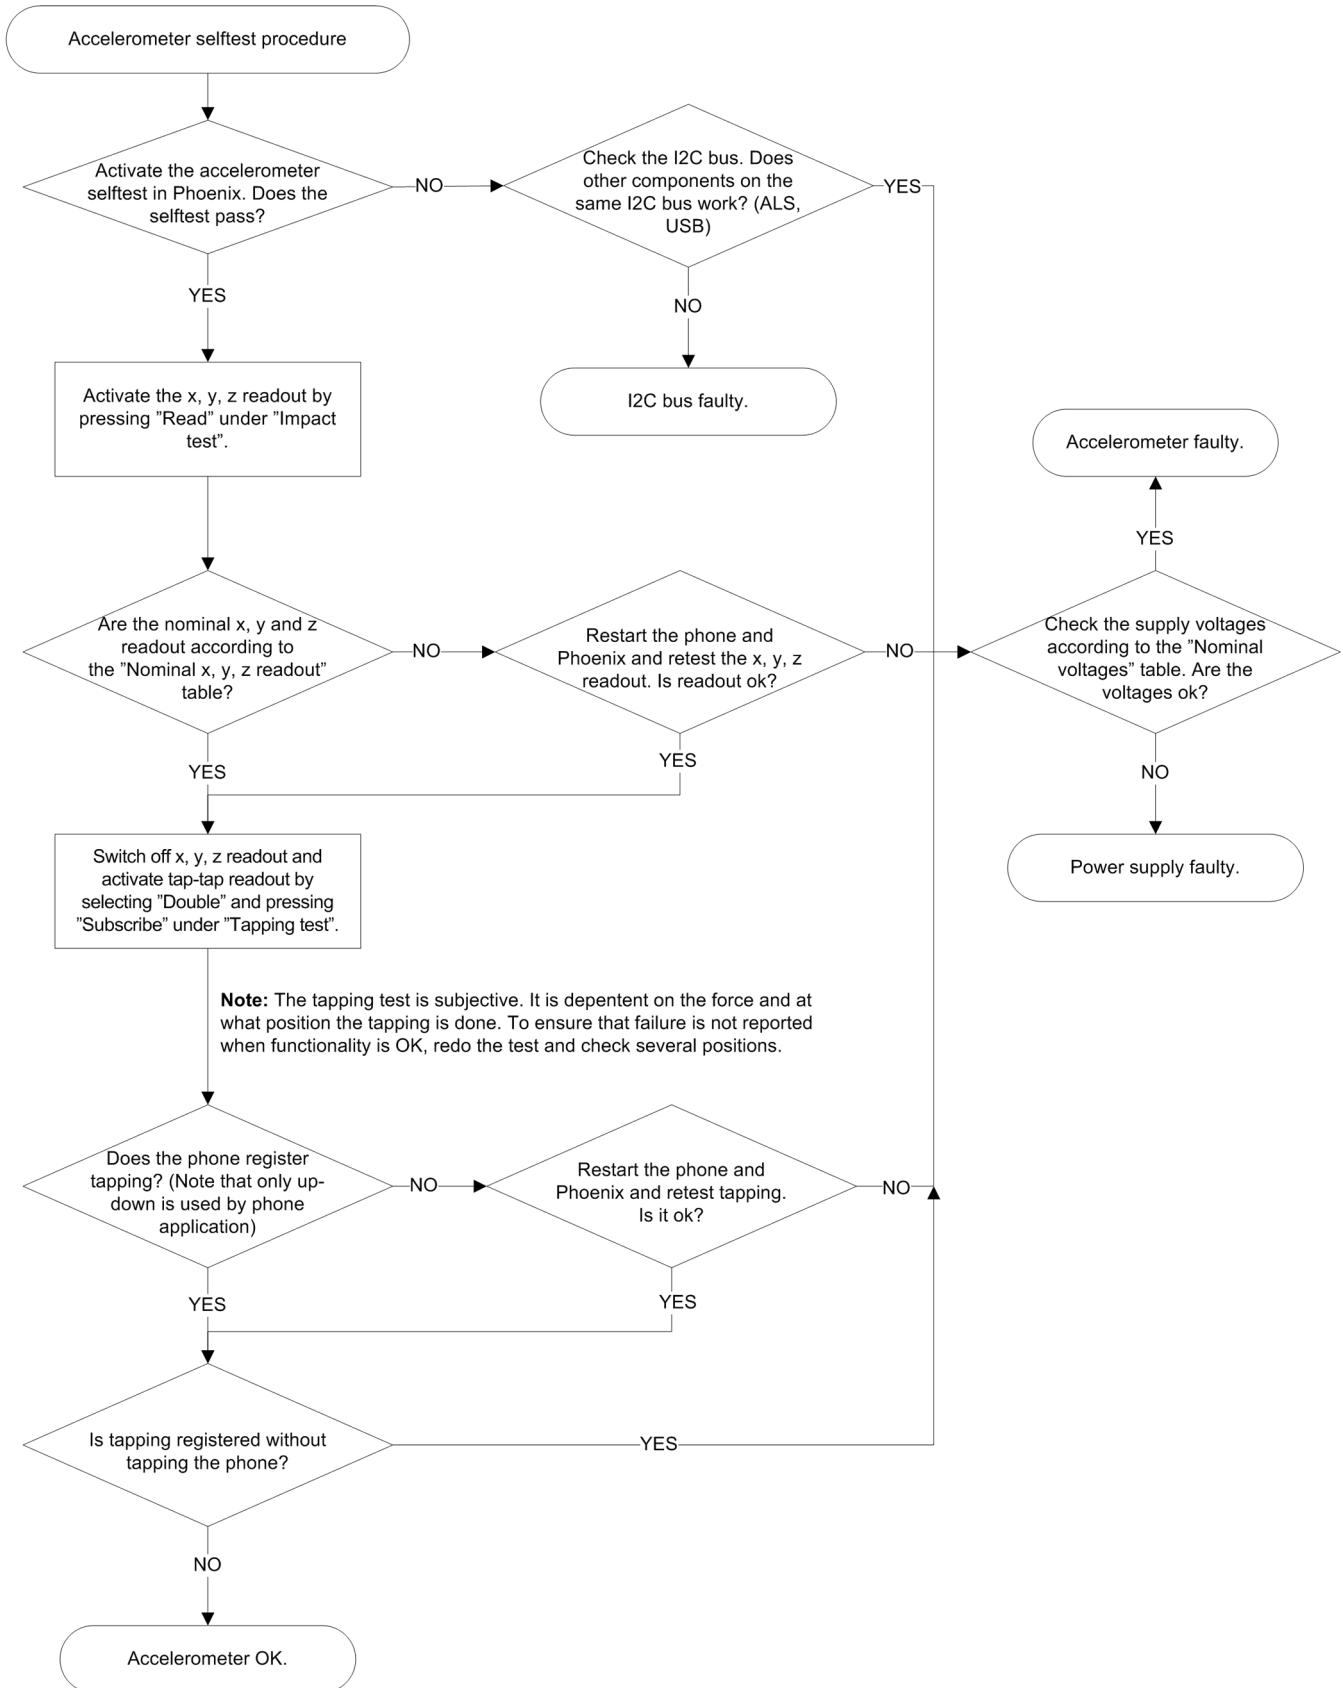 Accelerometer selftest procedure
Activate the accelerometer
selftest in Phoenix. Does the
selftest pass?
NO
Check the I2C bus. Does
other components on the
same I2C bus work? (ALS,
USB)
YES
YES
NO
Activate the x, y, z readout by
pressing ”Read” under ”Impact
test”.
I2C bus faulty.
Accelerometer faulty.
YES
Are the nominal x, y and z
readout according to
the ”Nominal x, y, z readout”
table?
NO
Restart the phone and
Phoenix and retest the x, y, z
readout. Is readout ok?
NO
Check the supply voltages
according to the ”Nominal
voltages” table. Are the
voltages ok?
YES
YES
NO
Switch off x, y, z readout and
activate tap-tap readout by
selecting ”Double” and pressing
”Subscribe” under ”Tapping test”.
Power supply faulty.
Note: The tapping test is subjective. It is depentent on the force and at
what position the tapping is done. To ensure that failure is not reported
when functionality is OK, redo the test and check several positions.
Does the phone register
tapping? (Note that only up-
down is used by phone
application)
NO
Restart the phone and
Phoenix and retest tapping.
Is it ok?
NO
YES
YES
Is tapping registered without
tapping the phone?
YES
NO
Accelerometer OK.